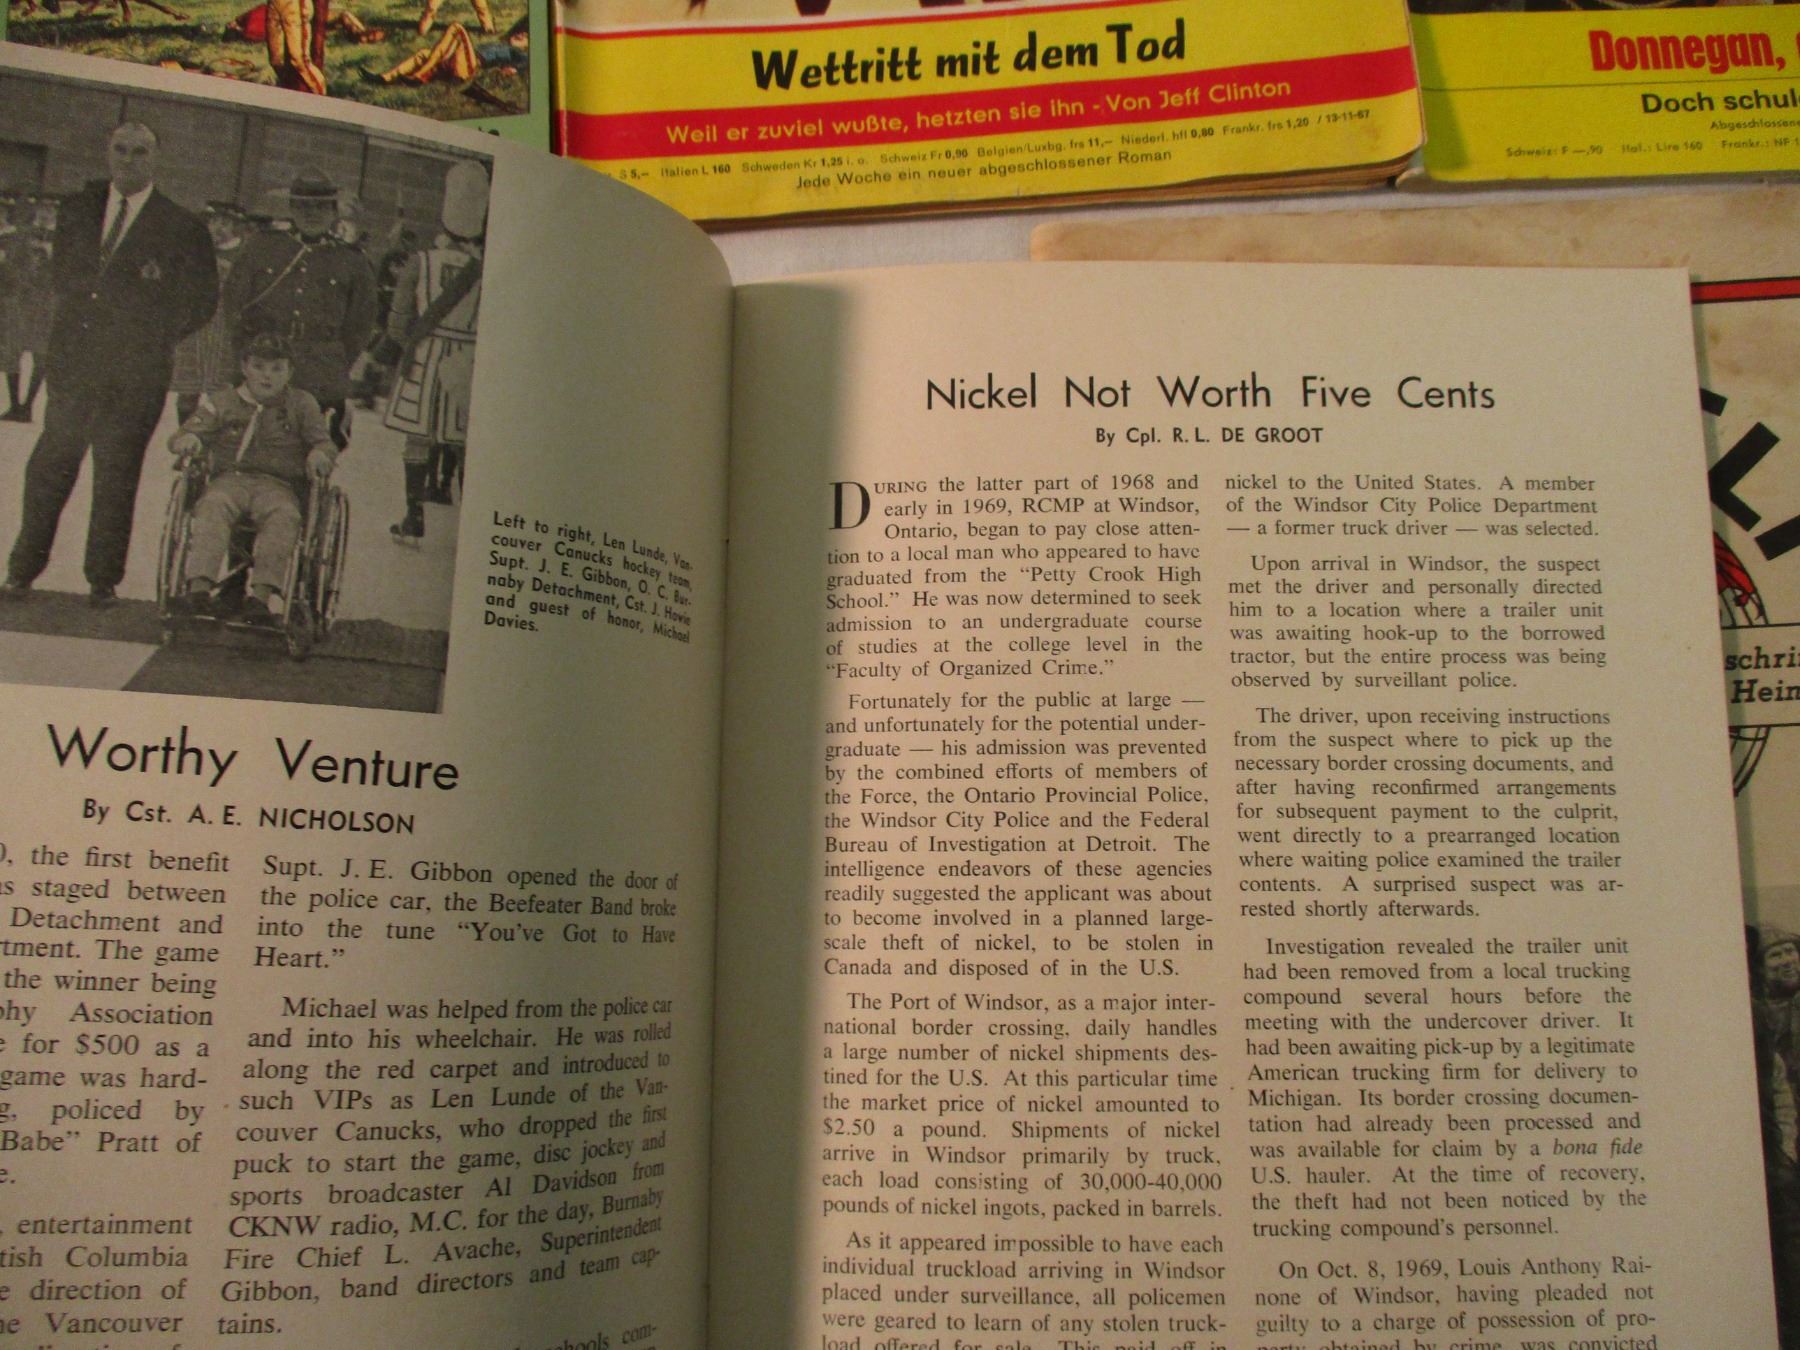 Wettritt mit dem Tod
Weil er zuviel wußte, hetzten sie ihn - Von Jeff Clinton
S 5,– Italien L 160 Schweden Kr 1,25 i. o. Schweiz Fr 0,90 Belgien/Luxbg. frs 11,– Niederl. hfl 0,80 Frankr. frs 1,20 / 13-11-67
Jede Woche ein neuer abgeschlossener Roman
Donnegan,
Doch schul
Abgeschlossene
Schweiz: F –,90 Ital.: Lire 160 Frankr.: NF 1
Left to right, Len Lunde, Van-
couver Canucks hockey team,
Supt. J. E. Gibbon, O. C. Bur-
naby Detachment, Cst. J. Howie
and guest of honor, Michael
Davies.
Worthy Venture
By Cst. A. E. NICHOLSON
0, the first benefit
s staged between
Detachment and
rtment. The game
the winner being
phy Association
e for $500 as a
game was hard-
g, policed by
Babe” Pratt of
e.
, entertainment
tish Columbia
e direction of
ne Vancouver
Supt. J. E. Gibbon opened the door of
the police car, the Beefeater Band broke
into the tune “You’ve Got to Have
Heart.”
Michael was helped from the police car
and into his wheelchair. He was rolled
along the red carpet and introduced to
such VIPs as Len Lunde of the Van-
couver Canucks, who dropped the first
puck to start the game, disc jockey and
sports broadcaster Al Davidson from
CKNW radio, M.C. for the day, Burnaby
Fire Chief L. Avache, Superintendent
Gibbon, band directors and team cap-
tains.
schools com-
Nickel Not Worth Five Cents
By Cpl. R. L. DE GROOT
DURING the latter part of 1968 and
early in 1969, RCMP at Windsor,
Ontario, began to pay close atten-
tion to a local man who appeared to have
graduated from the “Petty Crook High
School.” He was now determined to seek
admission to an undergraduate course
of studies at the college level in the
“Faculty of Organized Crime.”
Fortunately for the public at large —
and unfortunately for the potential under-
graduate — his admission was prevented
by the combined efforts of members of
the Force, the Ontario Provincial Police,
the Windsor City Police and the Federal
Bureau of Investigation at Detroit. The
intelligence endeavors of these agencies
readily suggested the applicant was about
to become involved in a planned large-
scale theft of nickel, to be stolen in
Canada and disposed of in the U.S.
The Port of Windsor, as a major inter-
national border crossing, daily handles
a large number of nickel shipments des-
tined for the U.S. At this particular time
the market price of nickel amounted to
$2.50 a pound. Shipments of nickel
arrive in Windsor primarily by truck,
each load consisting of 30,000-40,000
pounds of nickel ingots, packed in barrels.
As it appeared impossible to have each
individual truckload arriving in Windsor
placed under surveillance, all policemen
were geared to learn of any stolen truck-
load offered for sale. This paid off in
nickel to the United States. A member
of the Windsor City Police Department
— a former truck driver — was selected.
Upon arrival in Windsor, the suspect
met the driver and personally directed
him to a location where a trailer unit
was awaiting hook-up to the borrowed
tractor, but the entire process was being
observed by surveillant police.
The driver, upon receiving instructions
from the suspect where to pick up the
necessary border crossing documents, and
after having reconfirmed arrangements
for subsequent payment to the culprit,
went directly to a prearranged location
where waiting police examined the trailer
contents. A surprised suspect was ar-
rested shortly afterwards.
Investigation revealed the trailer unit
had been removed from a local trucking
compound several hours before the
meeting with the undercover driver. It
had been awaiting pick-up by a legitimate
American trucking firm for delivery to
Michigan. Its border crossing documen-
tation had already been processed and
was available for claim by a bona fide
U.S. hauler. At the time of recovery,
the theft had not been noticed by the
trucking compound’s personnel.
On Oct. 8, 1969, Louis Anthony Rai-
none of Windsor, having pleaded not
guilty to a charge of possession of pro-
perty obtained by crime, was convicted
schri
Hein